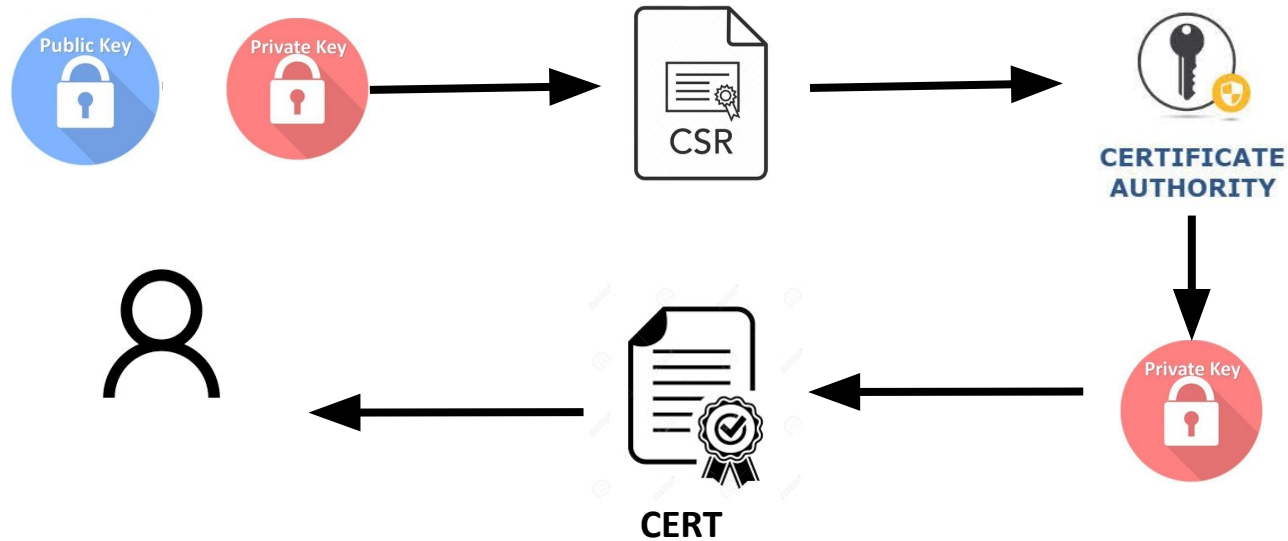 Public Key
Private Key
CSR
CERTIFICATE
AUTHORITY
Private Key
CERT